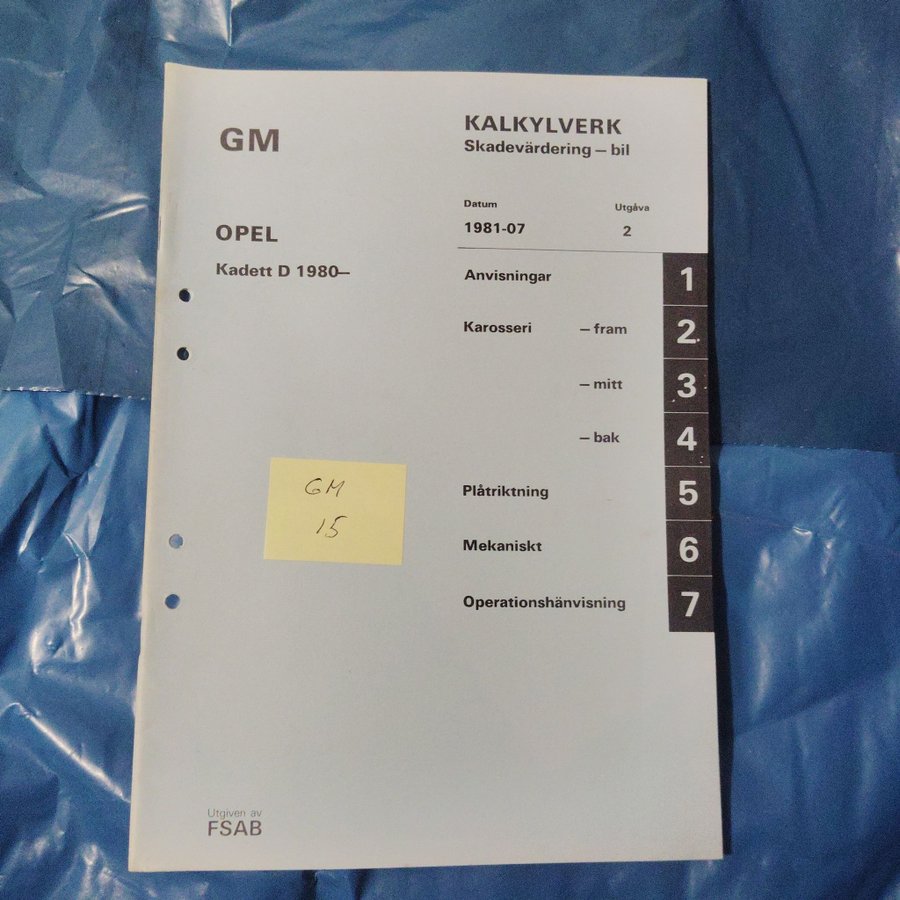 GM
KALKYLVERK
Skadevärdering – bil
Datum
Utgåva
1981-07
2
OPEL
Kadett D 1980–
Anvisningar 1
Karosseri – fram 2
– mitt 3
– bak 4
Plåtriktning 5
Mekaniskt 6
Operationshänvisning 7
GM
15
Utgiven av
FSAB